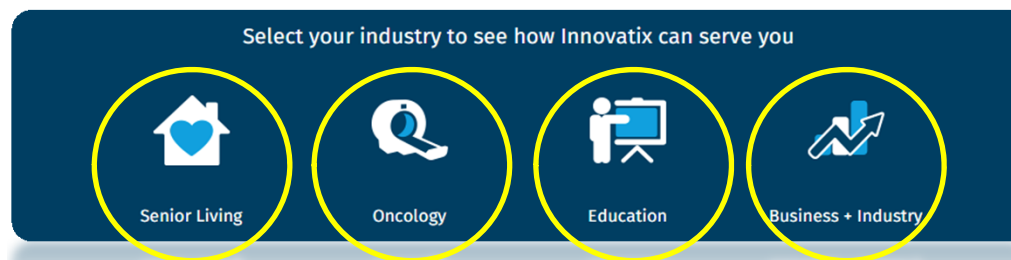 Select your industry to see how Innovatix can serve you
Senior Living
Oncology
Education
Business + Industry